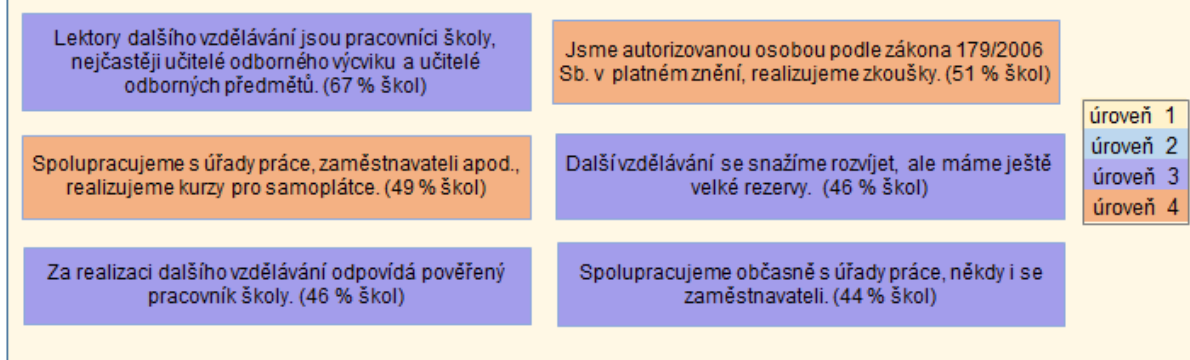 Lektory dalšího vzdělávání jsou pracovníci školy,
nejčastěji učitelé odborného výcviku a učitelé
odborných předmětů. (67 % škol)
Jsme autorizovanou osobou podle zákona 179/2006
Sb. v platném znění, realizujeme zkoušky. (51 % škol)
Spolupracujeme s úřady práce, zaměstnavateli apod.,
realizujeme kurzy pro samoplátce. (49 % škol)
Další vzdělávání se snažíme rozvíjet, ale máme ještě
velké rezervy. (46 % škol)
Za realizaci dalšího vzdělávání odpovídá pověřený
pracovník školy. (46 % škol)
Spolupracujeme občasně s úřady práce, někdy i se
zaměstnavateli. (44 % škol)
úroveň 1
úroveň 2
úroveň 3
úroveň 4